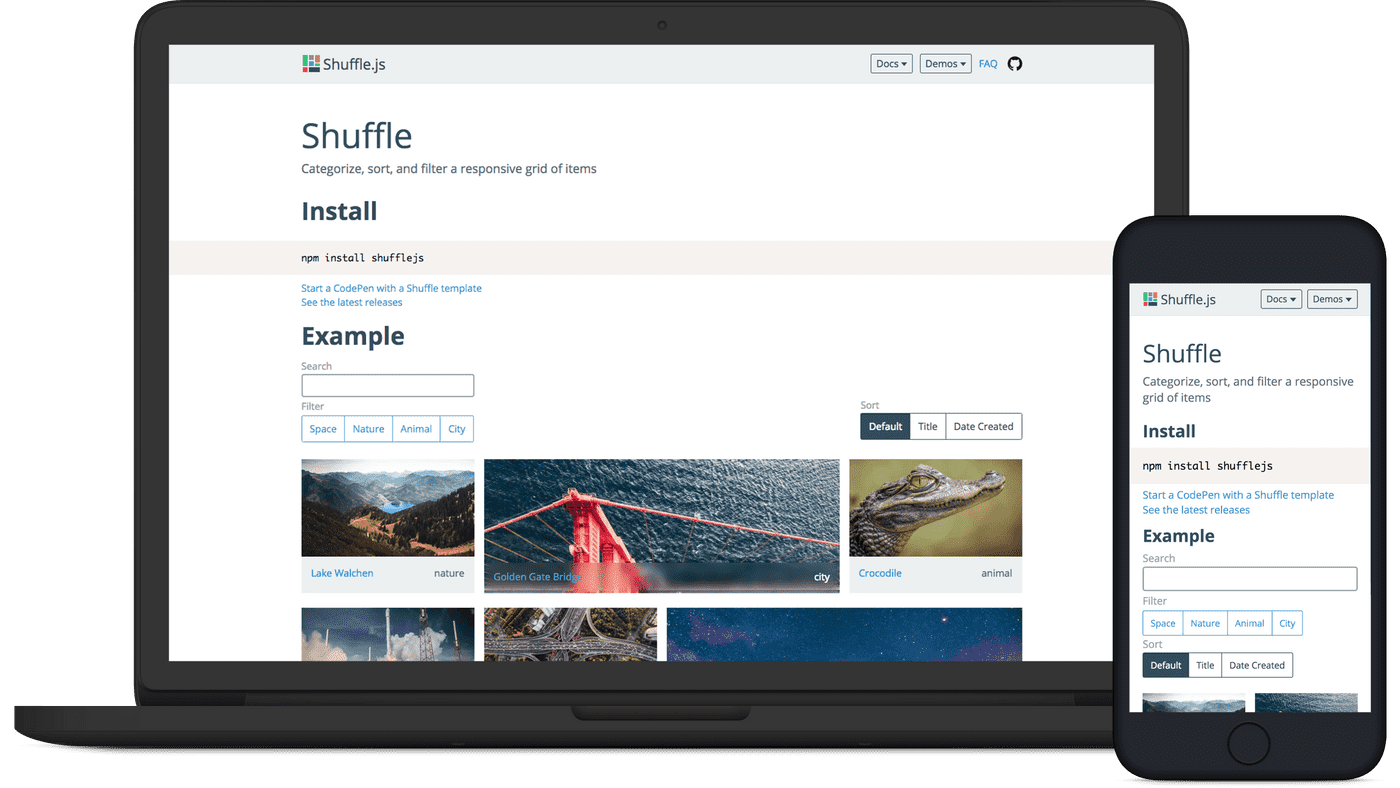 Shuffle.js
Docs Demos FAQ
Shuffle
Categorize, sort, and filter a responsive grid of items
Install
npm install shufflejs
Start a CodePen with a Shuffle template
See the latest releases
Example
Search
Filter
Space Nature Animal City
Sort
Default Title Date Created
Lake Walchen nature
Golden Gate Bridge city
Crocodile animal
Shuffle.js
Docs Demos
Shuffle
Categorize, sort, and filter a responsive
grid of items
Install
npm install shufflejs
Start a CodePen with a Shuffle template
See the latest releases
Example
Search
Filter
Space Nature Animal City
Sort
Default Title Date Created